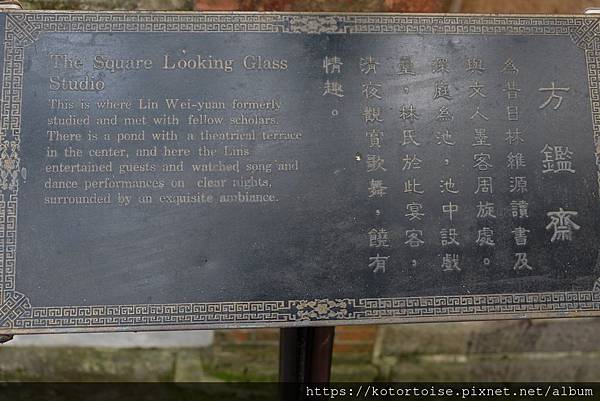 The Square Looking Glass
Studio
This is where Lin Wei-yuan formerly
studied and met with fellow scholars.
There is a pond with a theatrical terrace
in the center, and here the Lins
entertained guests and watched song and
dance performances on clear nights,
surrounded by an exquisite ambiance.
方鑑齋
為昔日林維源讀書及
與文人墨客周旋處。
深庭為池，池中設戲
臺，林氏於此宴客，
清夜觀賞歌舞，饒有
情趣。
https://kotortoise.pixnet.net/album